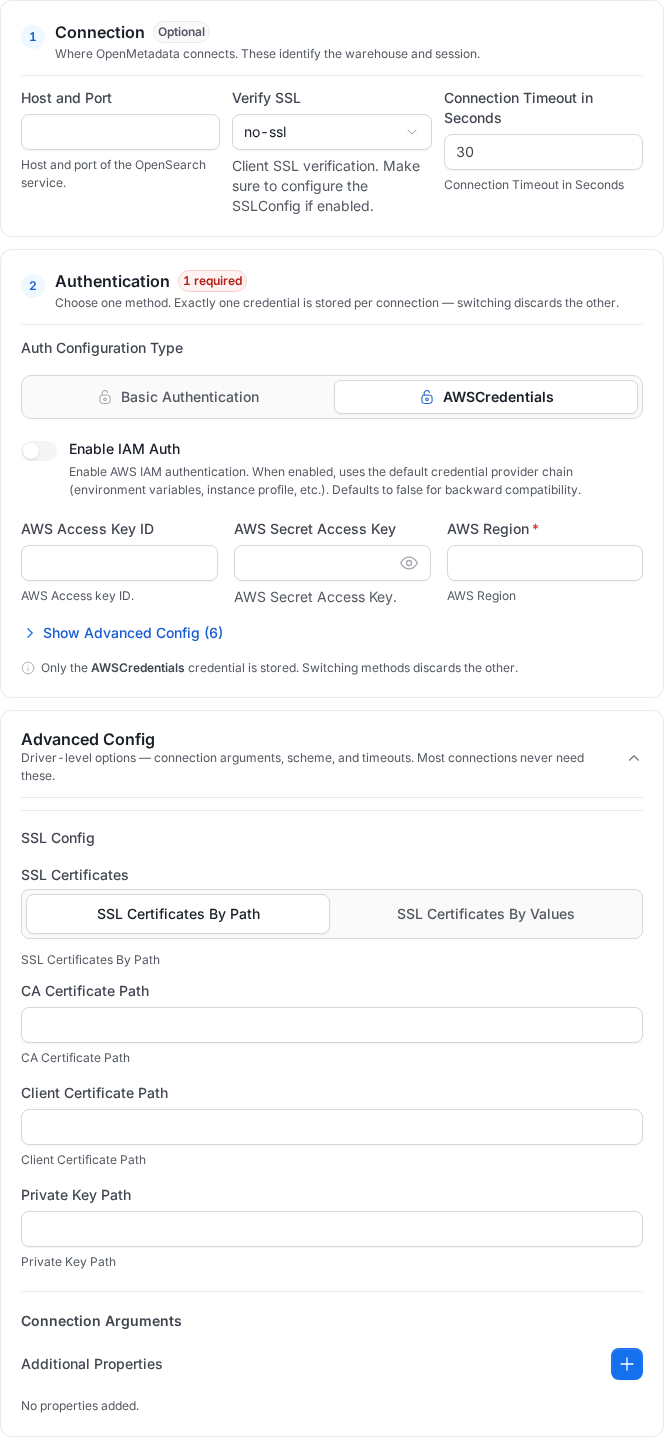 1 Connection Optional
Where OpenMetadata connects. These identify the warehouse and session.
Host and Port
Host and port of the OpenSearch
service.
Verify SSL
no-ssl
Client SSL verification. Make
sure to configure the
SSLConfig if enabled.
Connection Timeout in
Seconds
30
Connection Timeout in Seconds
2 Authentication 1 required
Choose one method. Exactly one credential is stored per connection — switching discards the other.
Auth Configuration Type
Basic Authentication AWSCredentials
Enable IAM Auth
Enable AWS IAM authentication. When enabled, uses the default credential provider chain
(environment variables, instance profile, etc.). Defaults to false for backward compatibility.
AWS Access Key ID
AWS Access key ID.
AWS Secret Access Key
AWS Secret Access Key.
AWS Region *
AWS Region
Show Advanced Config (6)
Only the AWSCredentials credential is stored. Switching methods discards the other.
Advanced Config
Driver-level options — connection arguments, scheme, and timeouts. Most connections never need
these.
SSL Config
SSL Certificates
SSL Certificates By Path SSL Certificates By Values
SSL Certificates By Path
CA Certificate Path
CA Certificate Path
Client Certificate Path
Client Certificate Path
Private Key Path
Private Key Path
Connection Arguments
Additional Properties
No properties added.